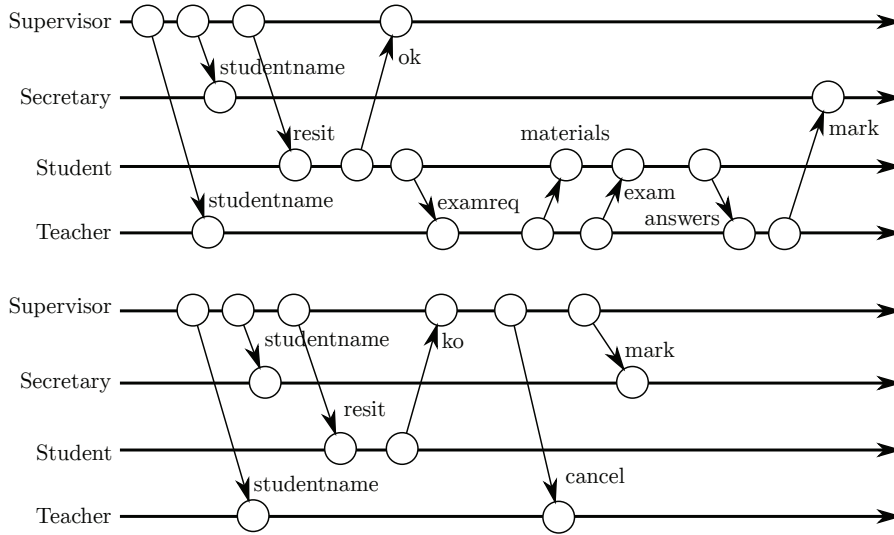 Supervisor
ok
studentname
Secretary
mark
resit
materials
Student
studentname
examreq
exam
answers
Teacher
Supervisor
studentname
ko
mark
Secretary
resit
Student
cancel
studentname
Teacher